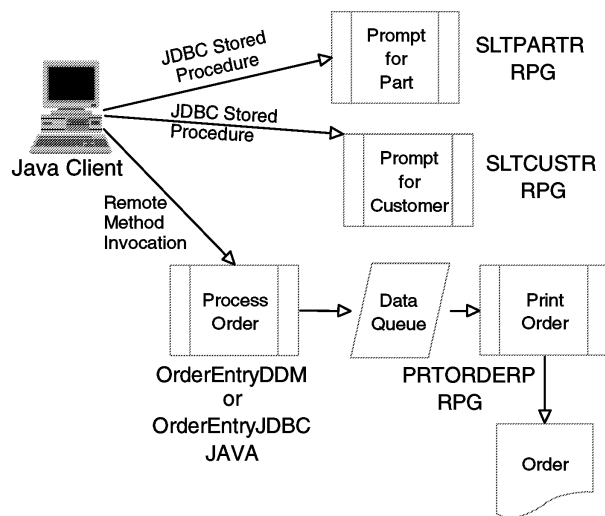 JDBC Stored
Procedure
Prompt
for
Part
SLTPARTR
RPG
JDBC Stored
Procedure
Java Client
Prompt
for
Customer
SLTCUSTR
RPG
Remote
Method
Invocation
Process
Order
Data
Queue
Print
Order
OrderEntryDDM
or
OrderEntryJDBC
JAVA
PRTORDERP
RPG
Order